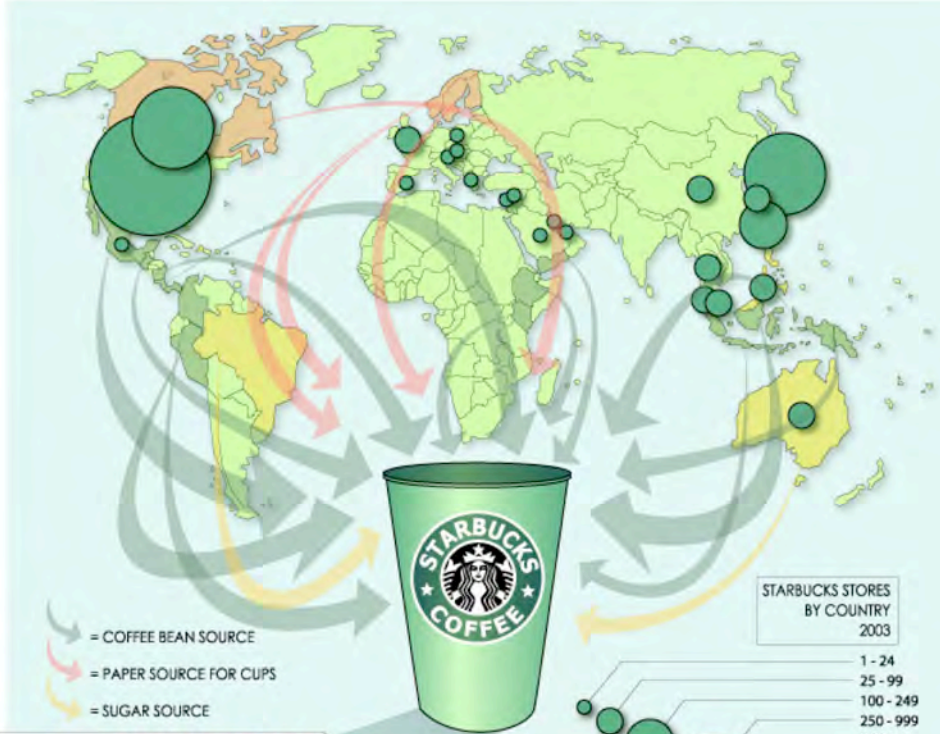 STARBUCKS
COFFEE
= COFFEE BEAN SOURCE
= PAPER SOURCE FOR CUPS
= SUGAR SOURCE
STARBUCKS STORES
BY COUNTRY
2003
1 - 24
25 - 99
100 - 249
250 - 999